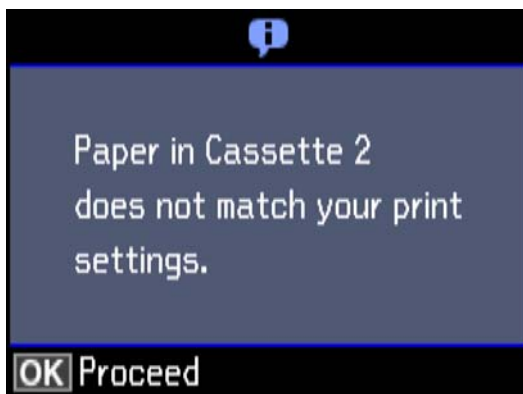 Paper in Cassette 2
does not match your print
settings.
OK Proceed